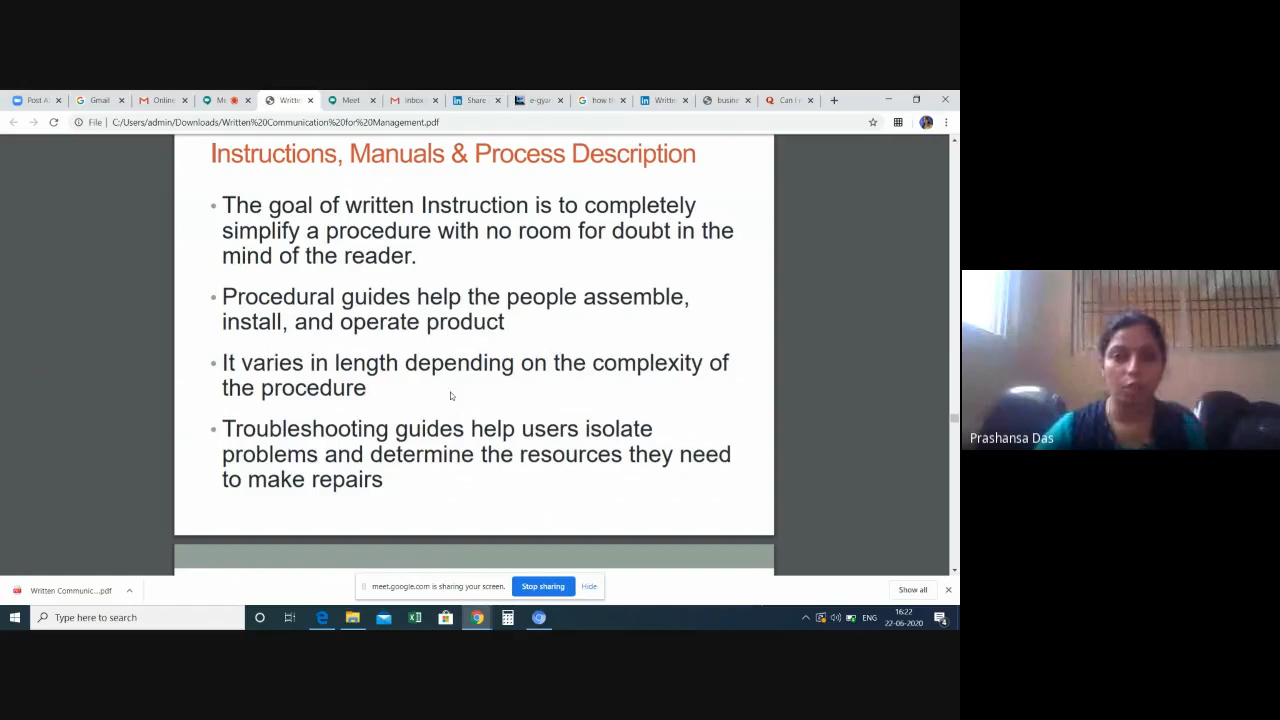 Post A
Gmail
Online
Me
Written
Meet
Inbox
Share
e-gyan
how th
Writte
busine
Can I
File | C:/Users/admin/Downloads/Written%20Communication%20for%20Management.pdf
Instructions, Manuals & Process Description
• The goal of written Instruction is to completely
simplify a procedure with no room for doubt in the
mind of the reader.
• Procedural guides help the people assemble,
install, and operate product
• It varies in length depending on the complexity of
the procedure
• Troubleshooting guides help users isolate
problems and determine the resources they need
to make repairs
Prashansa Das
meet.google.com is sharing your screen. Stop sharing Hide
Written Communic....pdf
Show all
Type here to search
ENG
16:22
22-06-2020
4